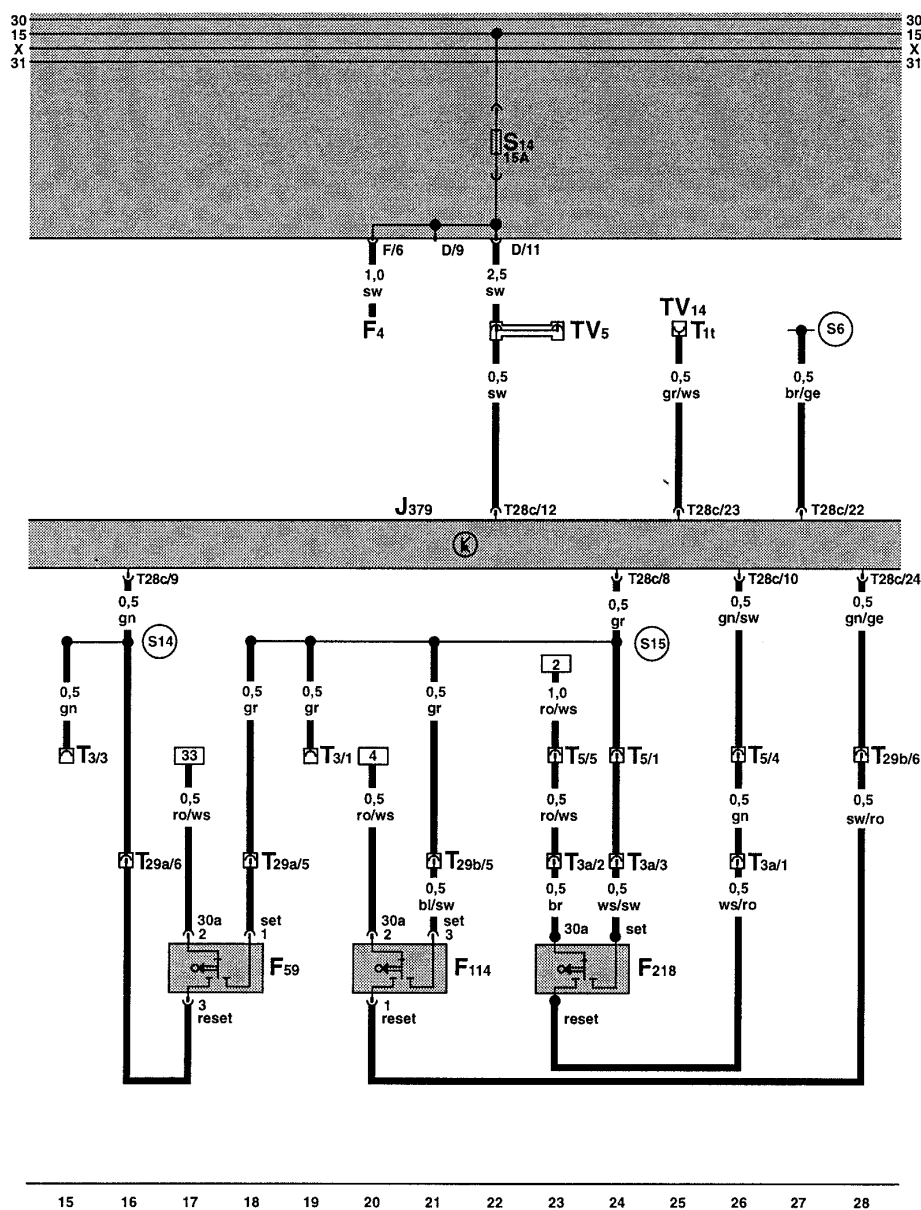 30 30
15 15
X X
31 31
S14
15A
F/6 D/9 D/11
1,0 2,5
sw sw
F4 TV5 TV14 T1t S6
0,5 0,5 0,5
sw gr/ws br/ge
J379 T28c/12 T28c/23 T28c/22
K
T28c/9 T28c/8 T28c/10 T28c/24
0,5 0,5 0,5 0,5
gn gr gn/sw gn/ge
S14 S15
2
0,5 0,5 0,5 0,5 1,0
gn gr gr gr ro/ws
T3/3 33 T3/1 4 T5/5 T5/1 T5/4 T29b/6
0,5 0,5 0,5 0,5 0,5
ro/ws ro/ws ro/ws gn sw/ro
T29a/6 T29a/5 T29b/5 T3a/2 T3a/3 T3a/1
0,5 0,5 0,5 0,5
bl/sw br ws/sw ws/ro
30a set 30a set 30a set
2 1 2 3
F59 F114 F218
3 1
reset reset reset
15 16 17 18 19 20 21 22 23 24 25 26 27 28